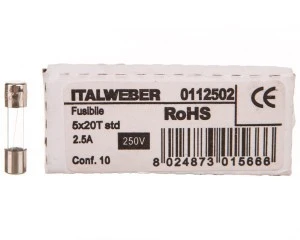 ITALWEBER 0112502
Fusibile RoHS
5x20T std
2.5A 250V
Conf. 10 8 024873 015666
CE